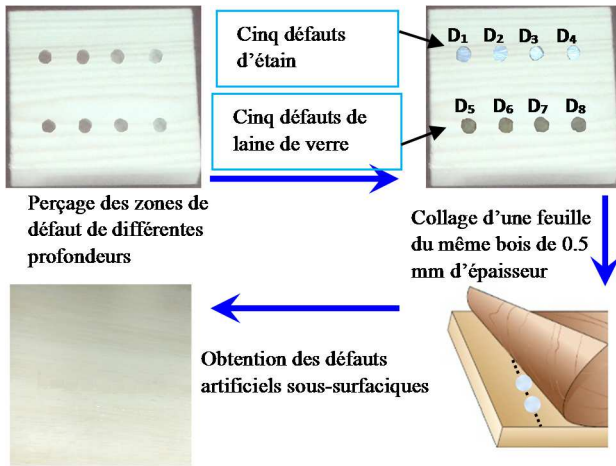 Cinq défauts
d'étain
D1 D2 D3 D4
Cinq défauts de
laine de verre
D5 D6 D7 D8
Perçage des zones de
défaut de différentes
profondeurs
Collage d'une feuille
du même bois de 0.5
mm d'épaisseur
Obtention des défauts
artificiels sous-surfaciques